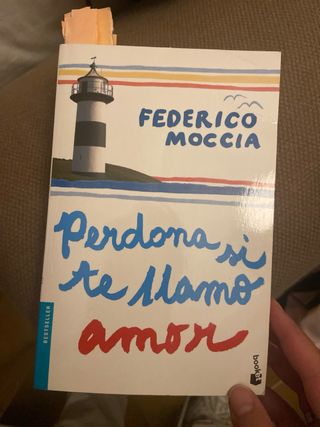 FEDERICO
MOCCIA
Perdona si
te llamo
amor
BESTSELLER
booket